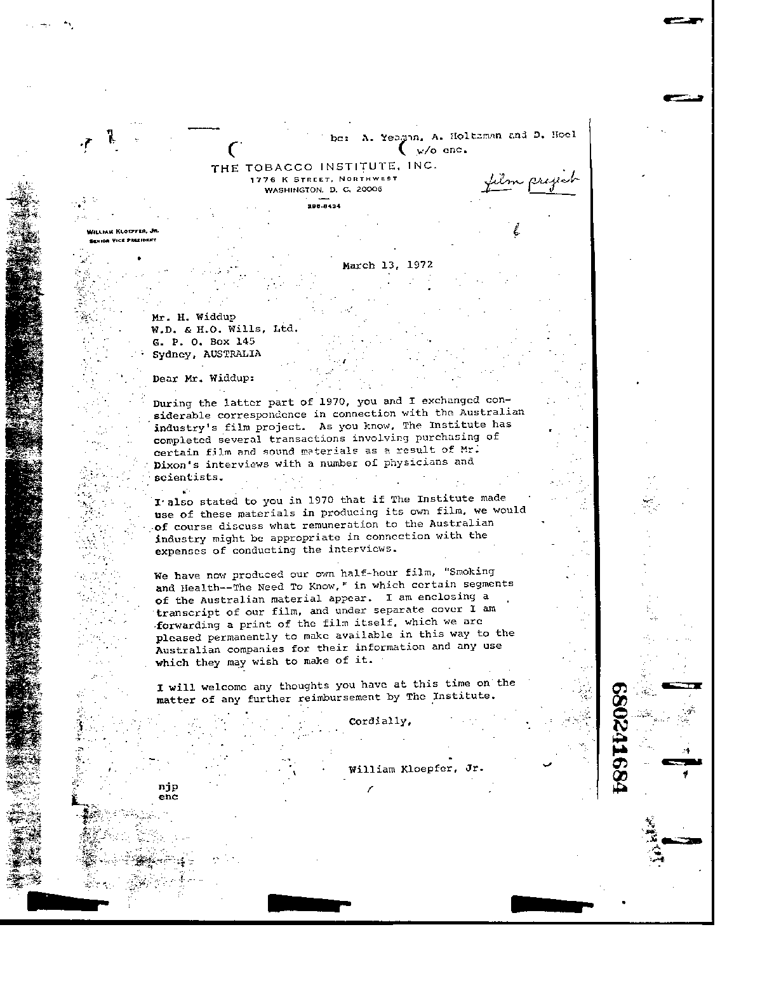 bc: A. Yeaman, A. Holtzman and D. Hoel
w/o enc.
THE TOBACCO INSTITUTE, INC.
1776 K STREET, NORTHWEST
WASHINGTON, D. C. 20006
296-8434
film project
WILLIAM KLOEPFER, JR.
SENIOR VICE PRESIDENT
March 13, 1972
Mr. H. Widdup
W.D. & H.O. Wills, Ltd.
G. P. O. Box 145
Sydney, AUSTRALIA
Dear Mr. Widdup:
During the latter part of 1970, you and I exchanged con-
siderable correspondence in connection with the Australian
industry's film project. As you know, The Institute has
completed several transactions involving purchasing of
certain film and sound materials as a result of Mr.
Dixon's interviews with a number of physicians and
scientists.
I also stated to you in 1970 that if The Institute made
use of these materials in producing its own film, we would
of course discuss what remuneration to the Australian
industry might be appropriate in connection with the
expenses of conducting the interviews.
We have now produced our own half-hour film, "Smoking
and Health--The Need To Know," in which certain segments
of the Australian material appear. I am enclosing a
transcript of our film, and under separate cover I am
forwarding a print of the film itself, which we are
pleased permanently to make available in this way to the
Australian companies for their information and any use
which they may wish to make of it.
I will welcome any thoughts you have at this time on the
matter of any further reimbursement by The Institute.
Cordially,
William Kloepfer, Jr.
njp
enc
680241684